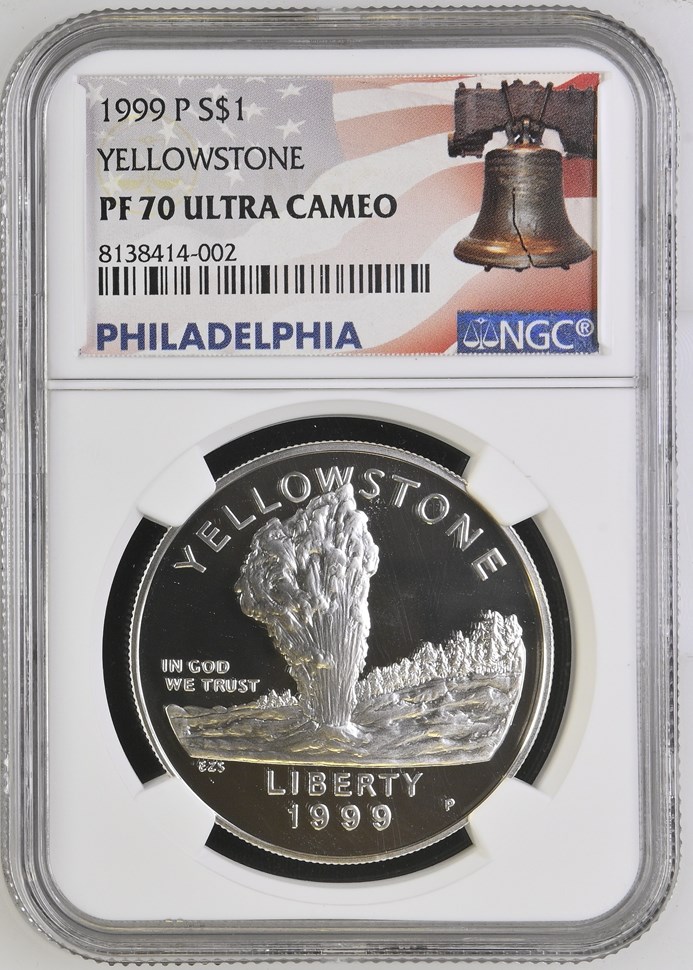 1999 P S$1
YELLOWSTONE
PF 70 ULTRA CAMEO
8138414-002
PHILADELPHIA
NGC®
YELLOWSTONE
IN GOD
WE TRUST
LIBERTY
1999
P